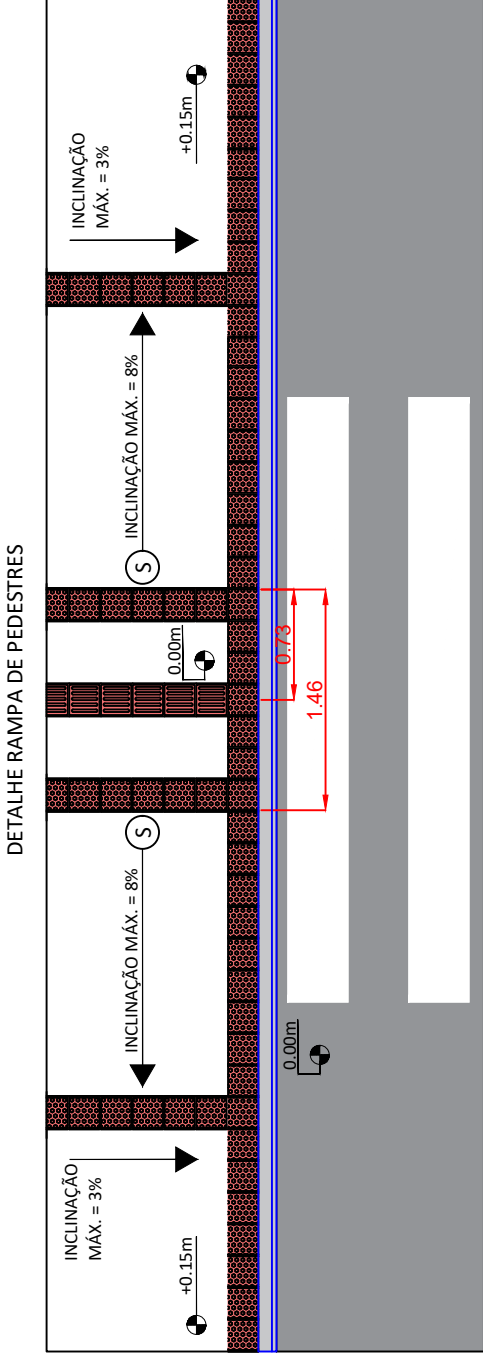 DETALHE RAMPA DE PEDESTRES
INCLINAÇÃO
MÁX. = 3%
+0.15m
INCLINAÇÃO MÁX. = 8%
S
0.00m
S
INCLINAÇÃO MÁX. = 8%
INCLINAÇÃO
MÁX. = 3%
+0.15m
0.73
1.46
0.00m